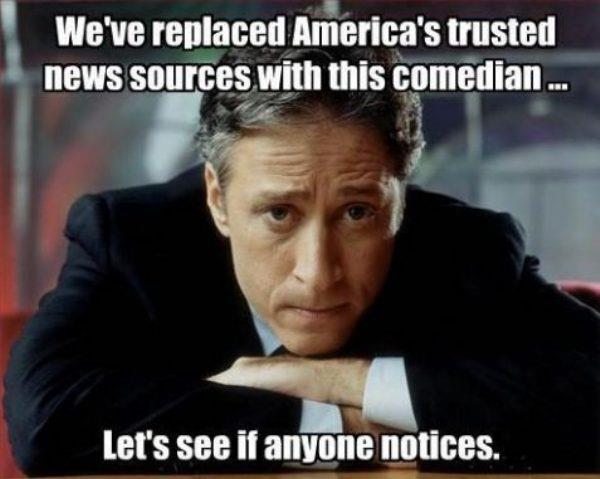 We've replaced America's trusted
news sources with this comedian ...
Let's see if anyone notices.